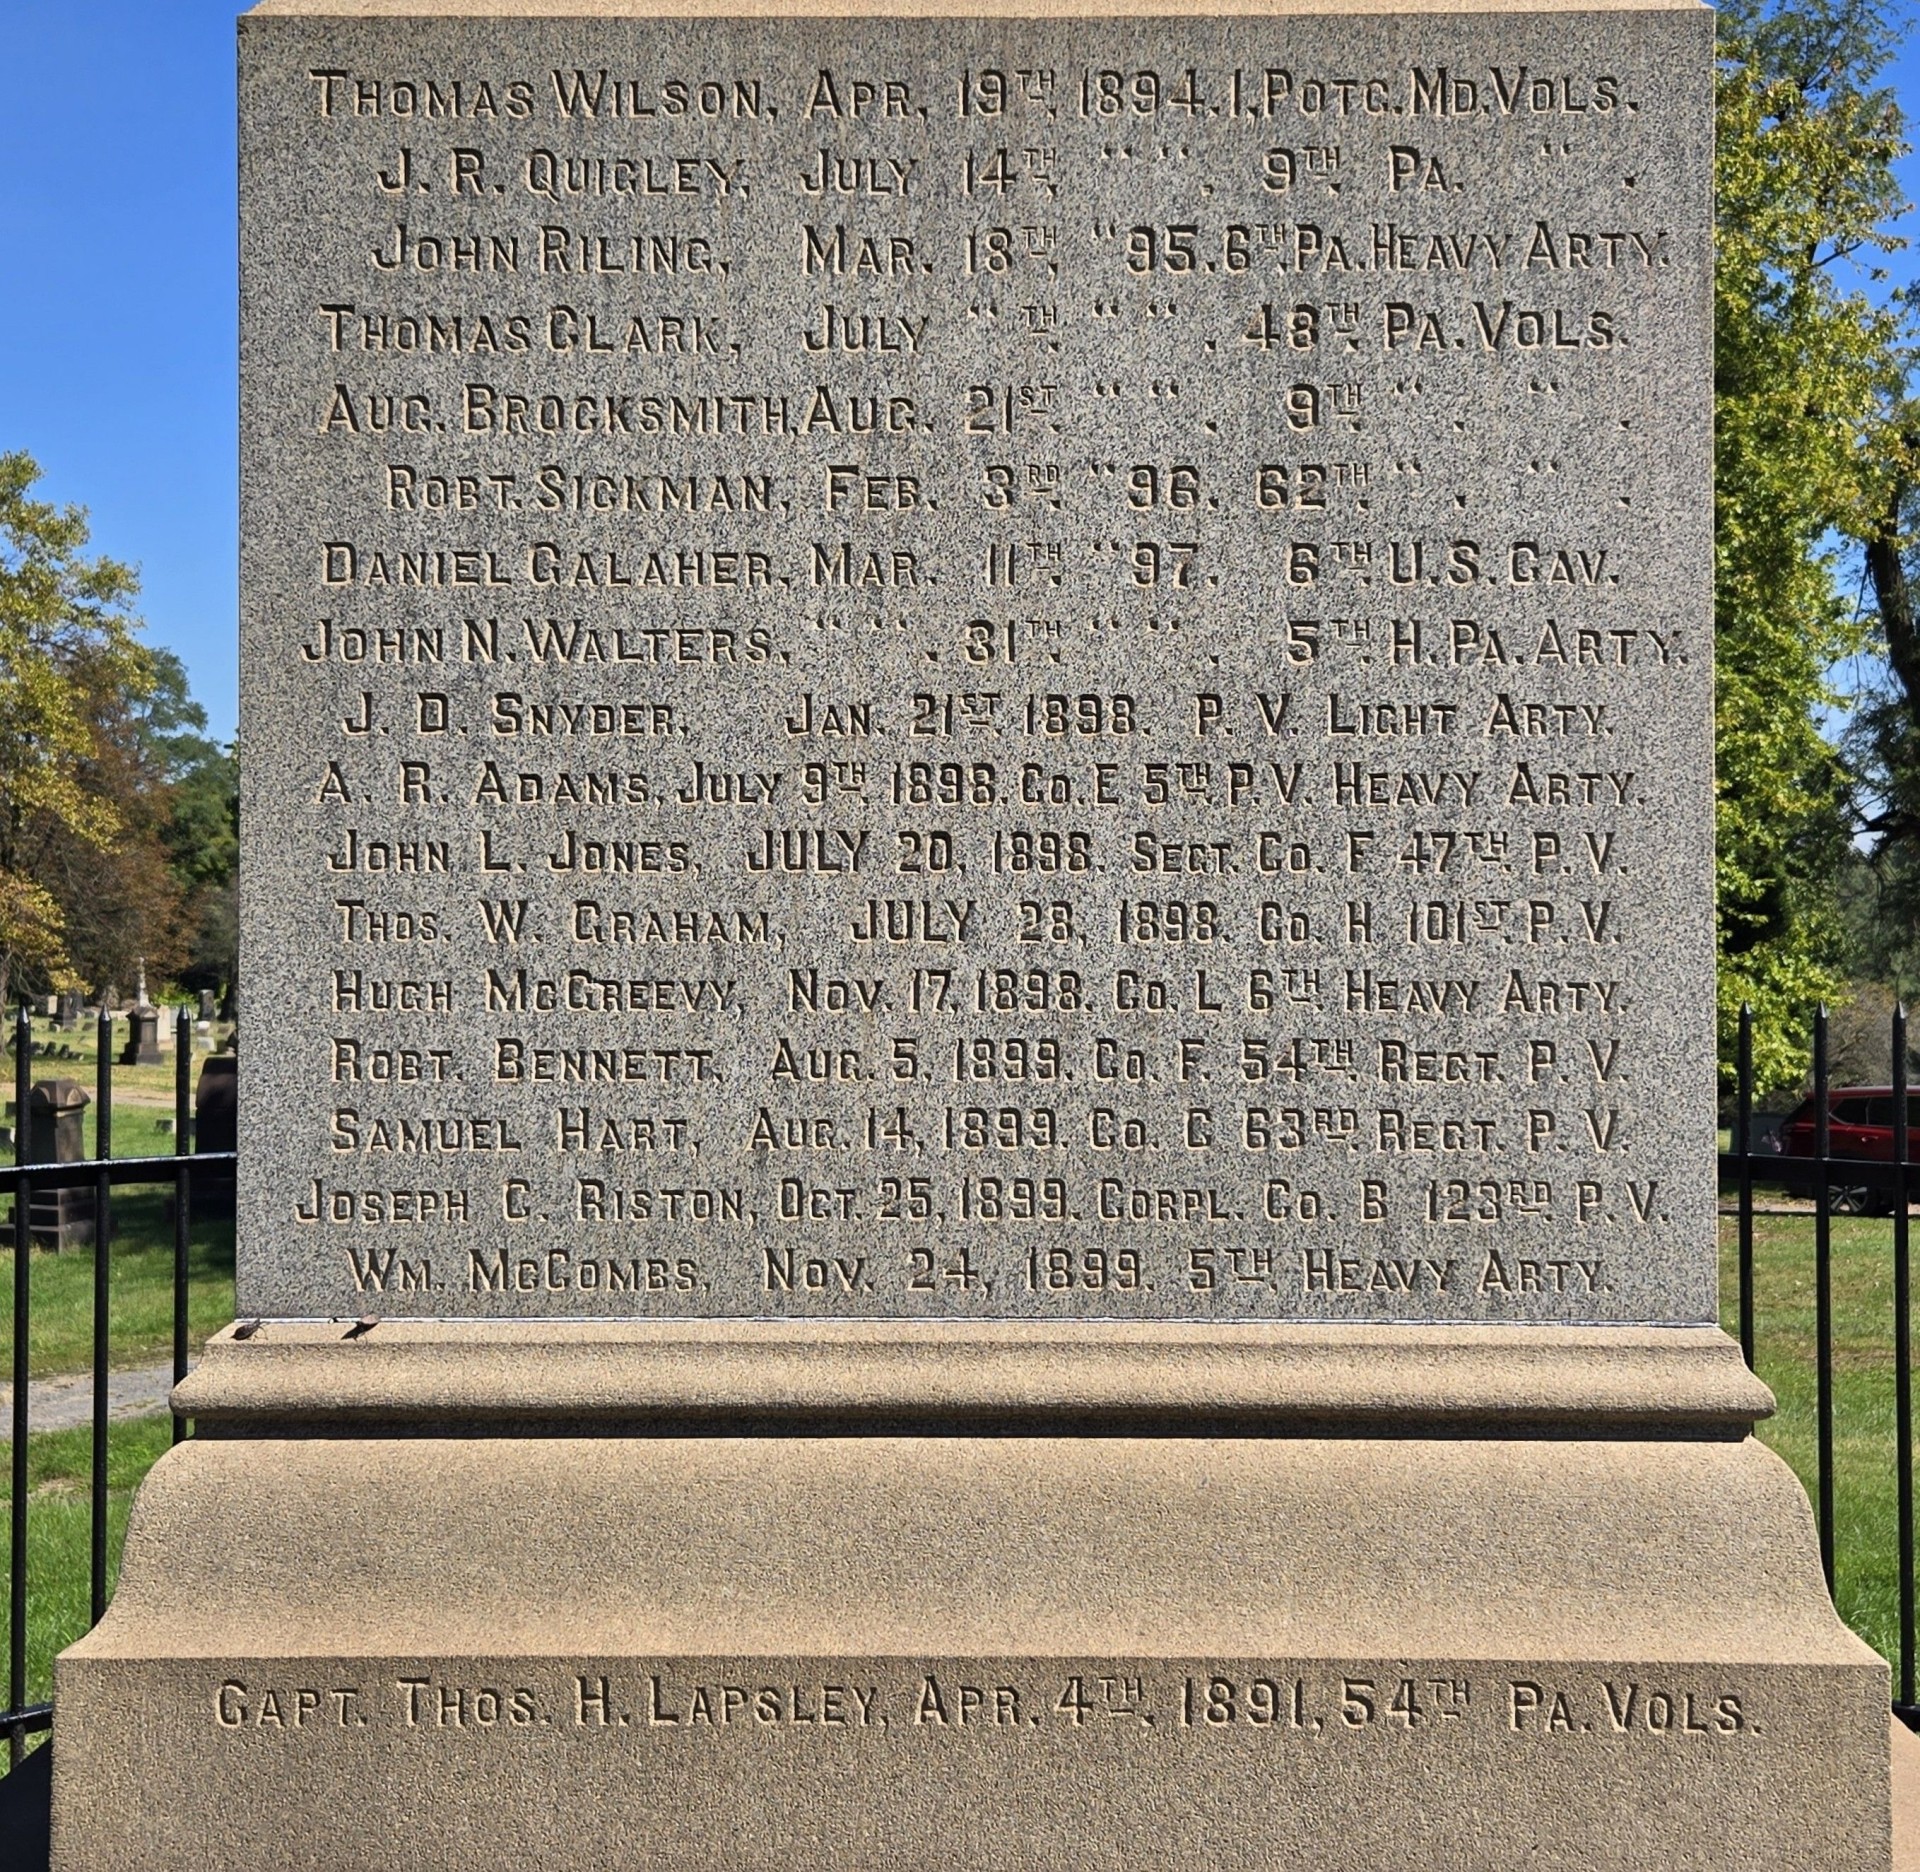 THOMAS WILSON, APR. 19TH, 1894. 1, POTC. MD. VOLS.
J. R. QUIGLEY, JULY 14TH, " " . 9TH. PA. " .
JOHN RILING, MAR. 18TH, " 95. 6TH. PA. HEAVY ARTY.
THOMAS CLARK, JULY " TH. " " . 48TH. PA. VOLS.
AUG. BROCKSMITH, AUG. 21ST. " " . 9TH. " . " .
ROBT. SICKMAN, FEB. 3RD. " 96. 62TH. " . " .
DANIEL GALAHER, MAR. 11TH. " 97. 6TH. U.S. CAV.
JOHN N. WALTERS, " " . 31TH. " " . 5TH. H. PA. ARTY.
J. D. SNYDER, JAN. 21ST. 1898. P. V. LIGHT ARTY.
A. R. ADAMS, JULY 9TH. 1898. CO. E 5TH. P. V. HEAVY ARTY.
JOHN L. JONES, JULY 20, 1898. SEGT. CO. F 47TH. P. V.
THOS. W. GRAHAM, JULY 28, 1898. CO. H 101ST. P. V.
HUGH MCGREEVY, NOV. 17, 1898. CO. L 6TH. HEAVY ARTY.
ROBT. BENNETT, AUG. 5, 1899. CO. F. 54TH. REGT. P. V.
SAMUEL HART, AUG. 14, 1899. CO. C 63RD. REGT. P. V.
JOSEPH C. RISTON, OCT. 25, 1899. CORPL. CO. B 123RD. P. V.
WM. MCCOMBS, NOV. 24, 1899. 5TH. HEAVY ARTY.
CAPT. THOS. H. LAPSLEY, APR. 4TH. 1891, 54TH PA. VOLS.